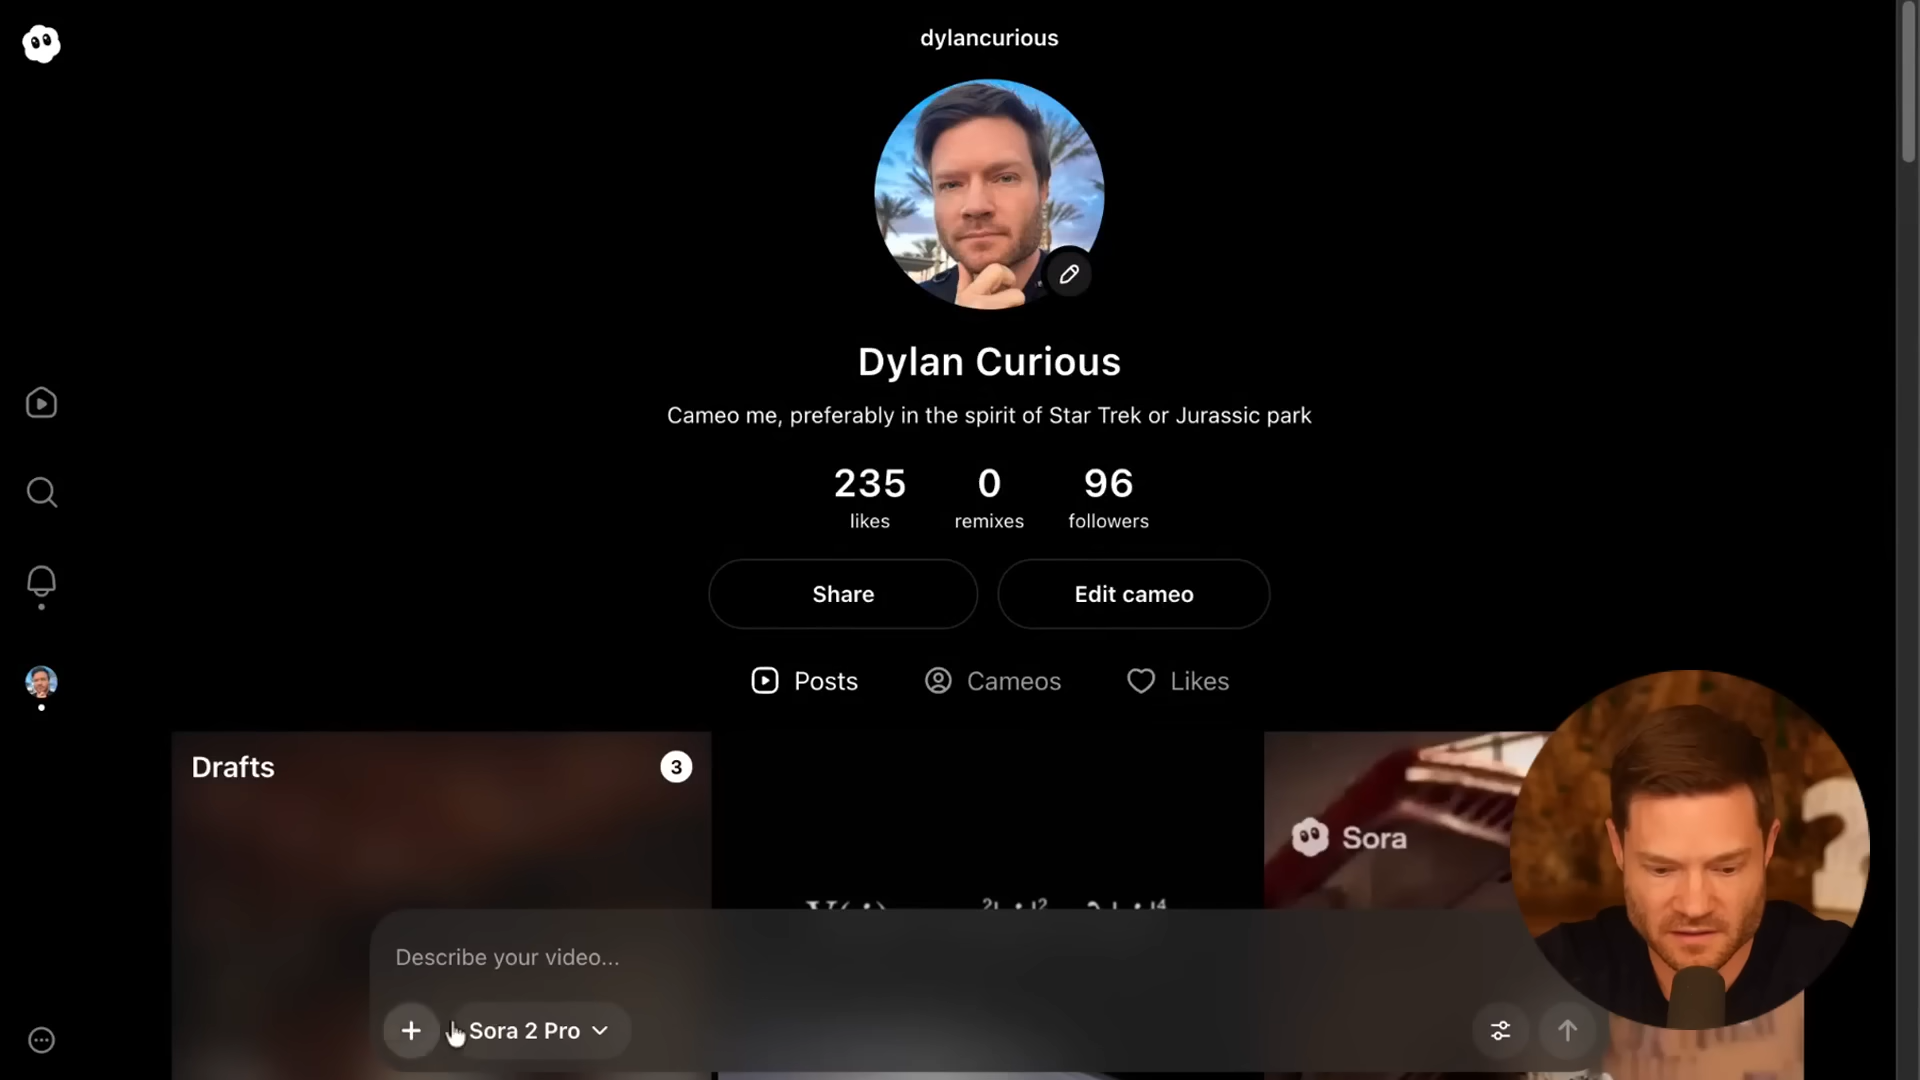 dylancurious
Dylan Curious
Cameo me, preferably in the spirit of Star Trek or Jurassic park
235 0 96
likes remixes followers
Share Edit cameo
Posts Cameos Likes
Drafts 3
Sora
Describe your video...
Sora 2 Pro